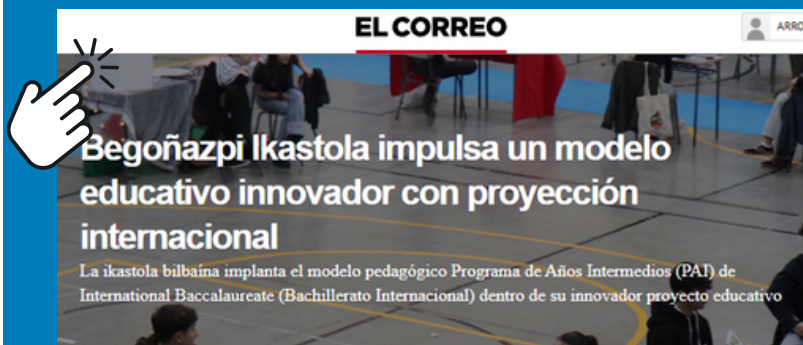 EL CORREO
ARRO
Begoñazpi Ikastola impulsa un modelo
educativo innovador con proyección
internacional
La ikastola bilbaína implanta el modelo pedagógico Programa de Años Intermedios (PAI) de
International Baccalaureate (Bachillerato Internacional) dentro de su innovador proyecto educativo